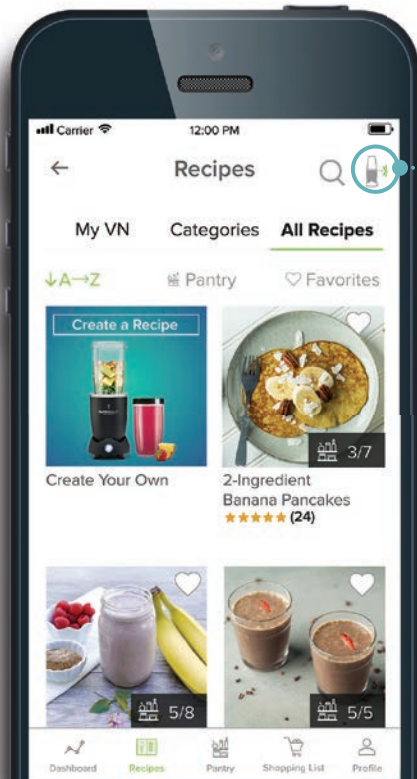 Carrier
12:00 PM
Recipes
My VN
Categories
All Recipes
A→Z
Pantry
Favorites
Create a Recipe
3/7
Create Your Own
2-Ingredient
Banana Pancakes
(24)
5/8
5/5
Dashboard
Recipes
Pantry
Shopping List
Profile